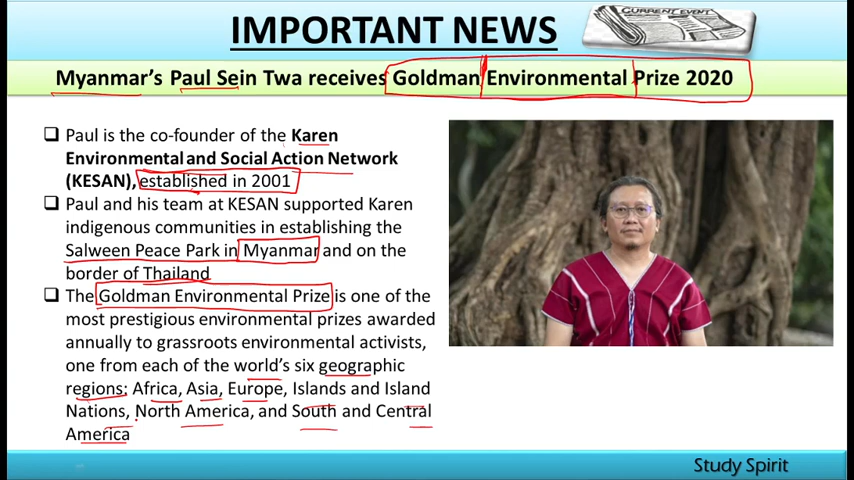 IMPORTANT NEWS
CURRENT EVENT
Myanmar's Paul Sein Twa receives Goldman Environmental Prize 2020
Paul is the co-founder of the Karen
Environmental and Social Action Network
(KESAN), established in 2001
Paul and his team at KESAN supported Karen
indigenous communities in establishing the
Salween Peace Park in Myanmar and on the
border of Thailand
The Goldman Environmental Prize is one of the
most prestigious environmental prizes awarded
annually to grassroots environmental activists,
one from each of the world's six geographic
regions; Africa, Asia, Europe, Islands and Island
Nations, North America, and South and Central
America
Study Spirit